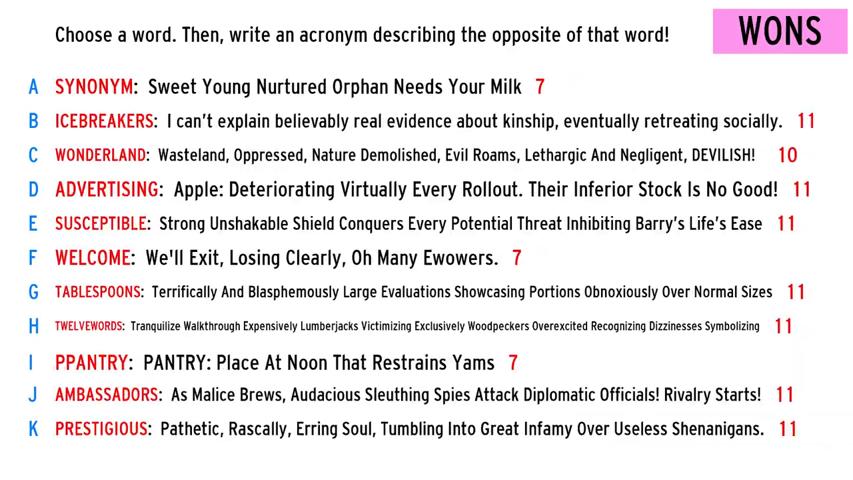 Choose a word. Then, write an acronym describing the opposite of that word!
WONS
A SYNONYM: Sweet Young Nurtured Orphan Needs Your Milk 7
B ICEBREAKERS: I can't explain believably real evidence about kinship, eventually retreating socially. 11
C WONDERLAND: Wasteland, Oppressed, Nature Demolished, Evil Roams, Lethargic And Negligent, DEVILISH! 10
D ADVERTISING: Apple: Deteriorating Virtually Every Rollout. Their Inferior Stock Is No Good! 11
E SUSCEPTIBLE: Strong Unshakable Shield Conquers Every Potential Threat Inhibiting Barry's Life's Ease 11
F WELCOME: We'll Exit, Losing Clearly, Oh Many Ewowers. 7
G TABLESPOONS: Terrifically And Blasphemously Large Evaluations Showcasing Portions Obnoxiously Over Normal Sizes 11
H TWELVEWORDS: Tranquilize Walkthrough Expensively Lumberjacks Victimizing Exclusively Woodpeckers Overexcited Recognizing Dizzinesses Symbolizing 11
I PPANTRY: PANTRY: Place At Noon That Restrains Yams 7
J AMBASSADORS: As Malice Brews, Audacious Sleuthing Spies Attack Diplomatic Officials! Rivalry Starts! 11
K PRESTIGIOUS: Pathetic, Rascally, Erring Soul, Tumbling Into Great Infamy Over Useless Shenanigans. 11